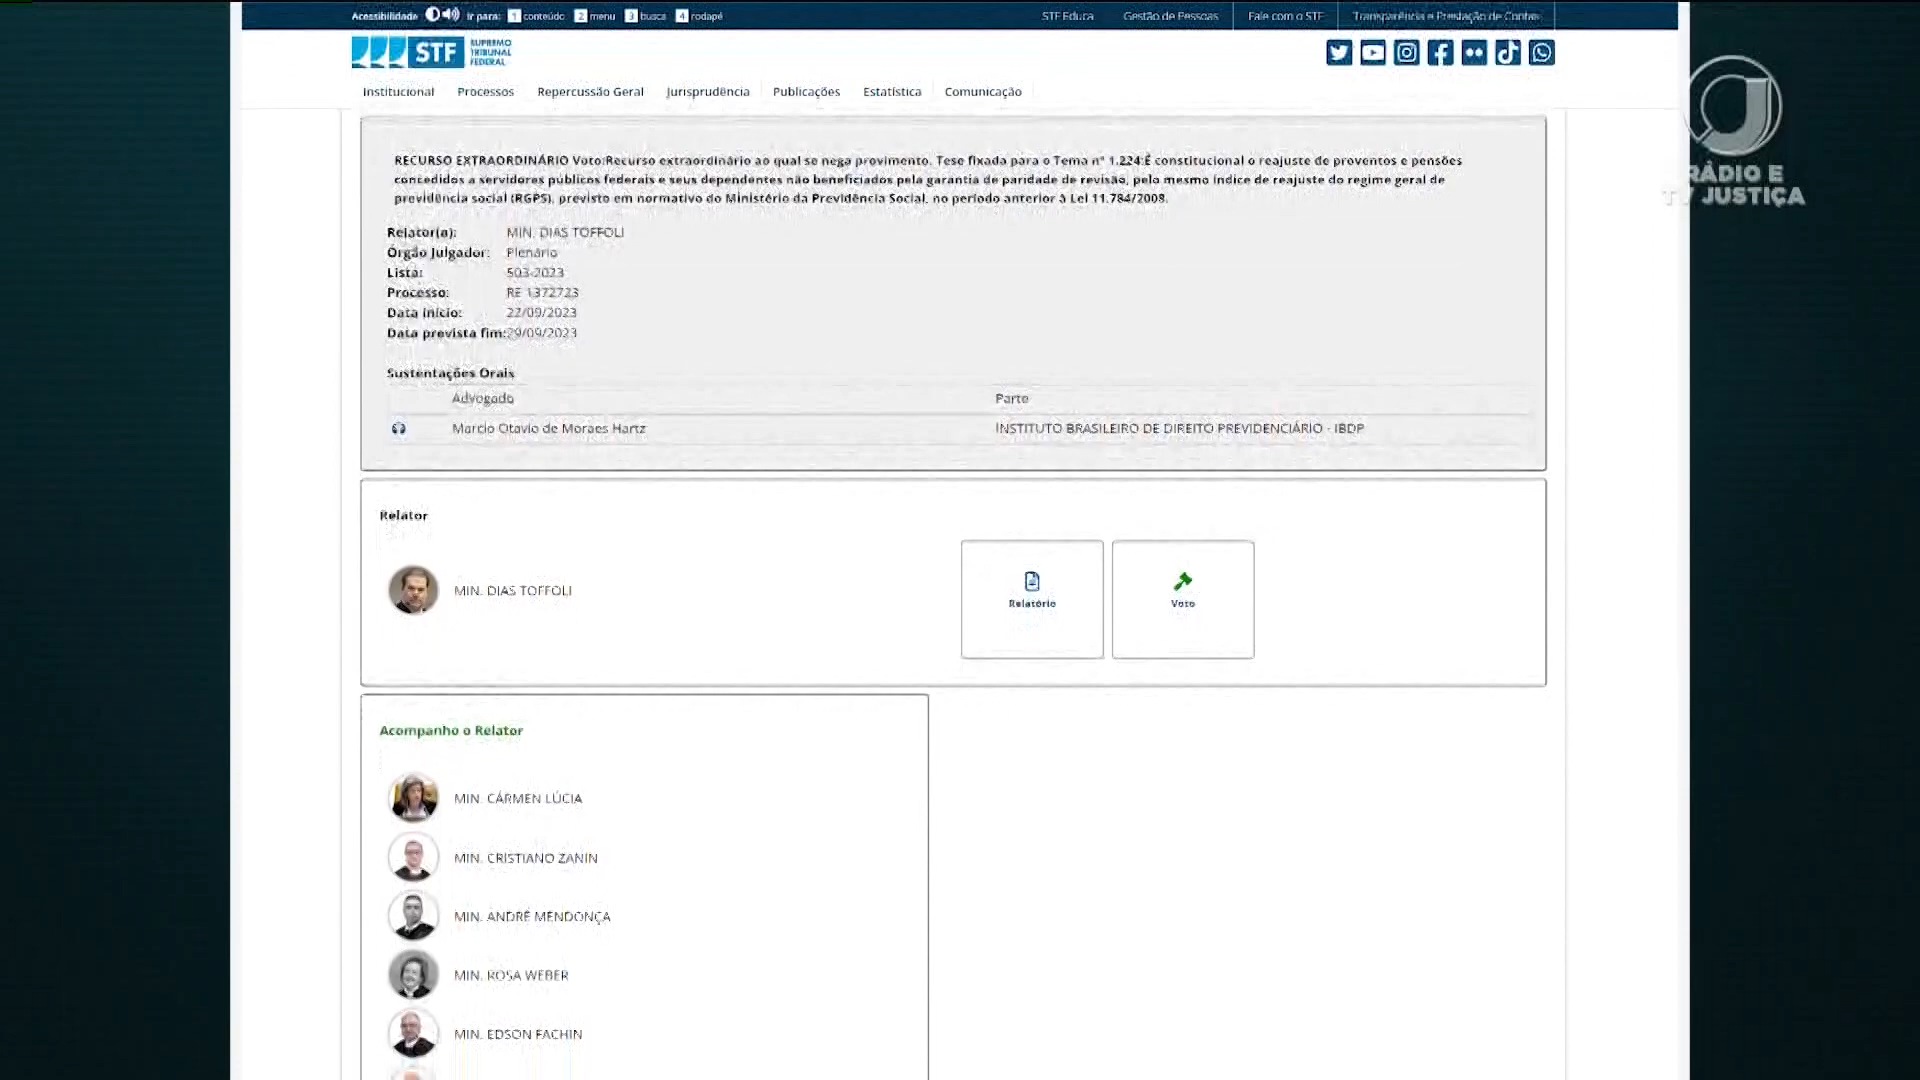 Acessibilidade Ir para: 1 conteúdo 2 menu 3 busca 4 rodapé STF Educa Gestão de Pessoas Fale com o STF Transparência e Prestação de Contas
STF SUPREMO TRIBUNAL FEDERAL
Institucional Processos Repercussão Geral Jurisprudência Publicações Estatística Comunicação
RÁDIO E
TV JUSTIÇA
RECURSO EXTRAORDINÁRIO Voto:Recurso extraordinário ao qual se nega provimento. Tese fixada para o Tema nº 1.224:É constitucional o reajuste de proventos e pensões
concedidos a servidores públicos federais e seus dependentes não beneficiados pela garantia de paridade de revisão, pelo mesmo índice de reajuste do regime geral de
previdência social (RGPS), previsto em normativo do Ministério da Previdência Social, no período anterior à Lei 11.784/2008.
Relator(a): MIN. DIAS TOFFOLI
Órgão Julgador: Plenário
Lista: 503-2023
Processo: RE 1372723
Data início: 22/09/2023
Data prevista fim:29/09/2023
Sustentações Orais
Advogado Parte
Marcio Otavio de Moraes Hartz INSTITUTO BRASILEIRO DE DIREITO PREVIDENCIÁRIO - IBDP
Relator
MIN. DIAS TOFFOLI
Relatório Voto
Acompanho o Relator
MIN. CÁRMEN LÚCIA
MIN. CRISTIANO ZANIN
MIN. ANDRÉ MENDONÇA
MIN. ROSA WEBER
MIN. EDSON FACHIN